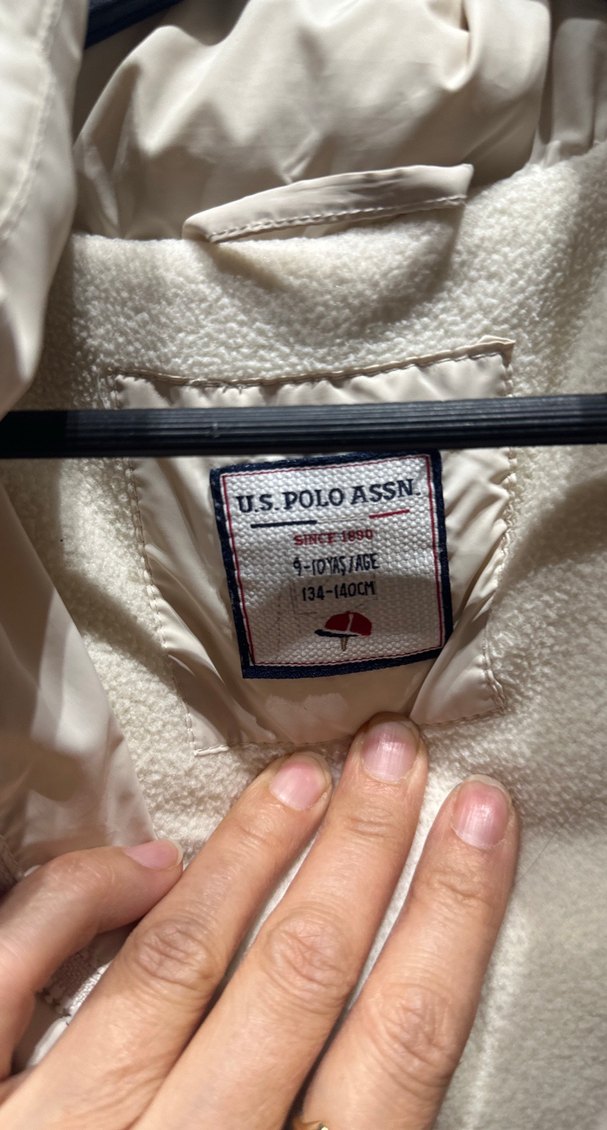 U.S. POLO ASSN.
SINCE 1890
9-10YAŞ/AGE
134-140CM